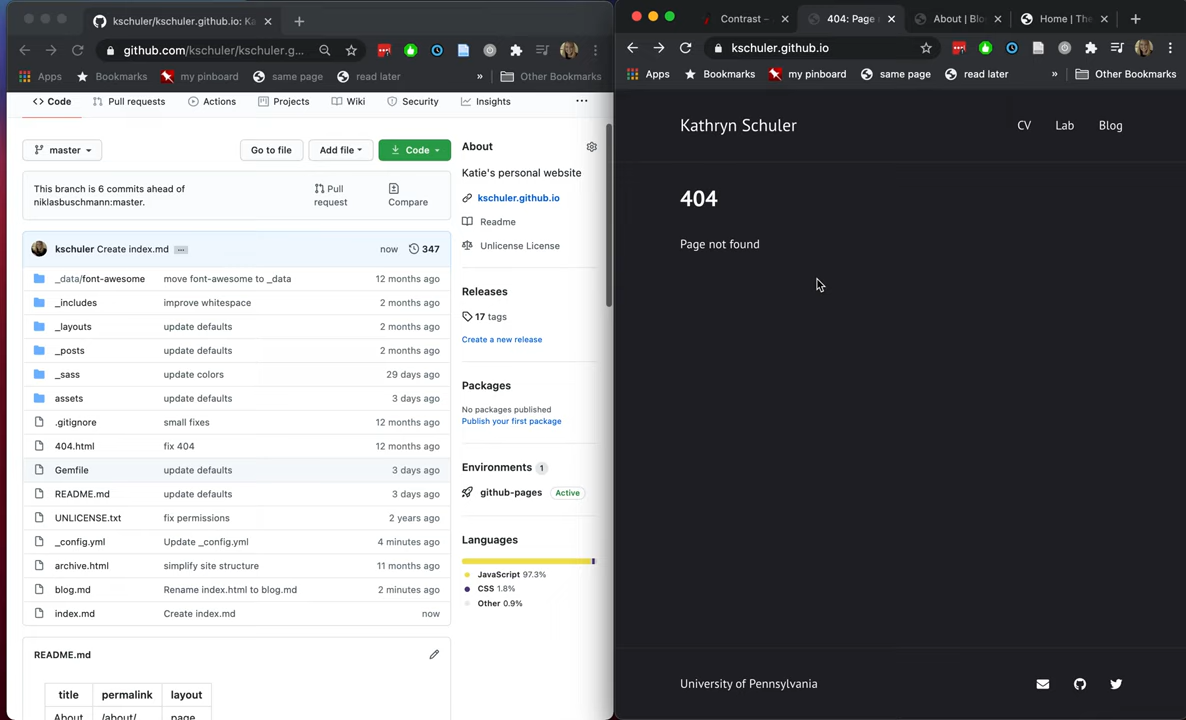 kschuler/kschuler.github.io: Ka
github.com/kschuler/kschuler.g...
Apps
Bookmarks
my pinboard
same page
read later
»
Other Bookmarks
Code
Pull requests
Actions
Projects
Wiki
Security
Insights
...
master
Go to file
Add file
Code
This branch is 6 commits ahead of
niklasbuschmann:master.
Pull
request
Compare
kschuler Create index.md ...
now
347
_data/font-awesome
move font-awesome to _data
12 months ago
_includes
improve whitespace
2 months ago
_layouts
update defaults
2 months ago
_posts
update defaults
2 months ago
_sass
update colors
29 days ago
assets
update defaults
3 days ago
.gitignore
small fixes
12 months ago
404.html
fix 404
12 months ago
Gemfile
update defaults
3 days ago
README.md
update defaults
3 days ago
UNLICENSE.txt
fix permissions
2 years ago
_config.yml
Update _config.yml
4 minutes ago
archive.html
simplify site structure
11 months ago
blog.md
Rename index.html to blog.md
2 minutes ago
index.md
Create index.md
now
README.md
title
permalink
layout
About
/about/
page
About
Katie's personal website
kschuler.github.io
Readme
Unlicense License
Releases
17 tags
Create a new release
Packages
No packages published
Publish your first package
Environments 1
github-pages
Active
Languages
JavaScript 97.3%
CSS 1.8%
Other 0.9%
Contrast –
404: Page
About | Blo
Home | The
kschuler.github.io
Apps
Bookmarks
my pinboard
same page
read later
»
Other Bookmarks
Kathryn Schuler
CV
Lab
Blog
404
Page not found
University of Pennsylvania